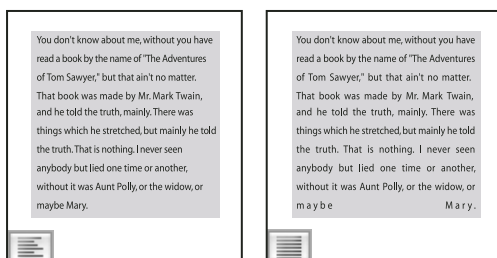 You don't know about me, without you have
read a book by the name of "The Adventures
of Tom Sawyer," but that ain't no matter.
That book was made by Mr. Mark Twain,
and he told the truth, mainly. There was
things which he stretched, but mainly he told
the truth. That is nothing. I never seen
anybody but lied one time or another,
without it was Aunt Polly, or the widow, or
maybe Mary.
You don't know about me, without you have
read a book by the name of "The Adventures
of Tom Sawyer," but that ain't no matter.
That book was made by Mr. Mark Twain,
and he told the truth, mainly. There was
things which he stretched, but mainly he told
the truth. That is nothing. I never seen
anybody but lied one time or another,
without it was Aunt Polly, or the widow, or
maybe Mary.